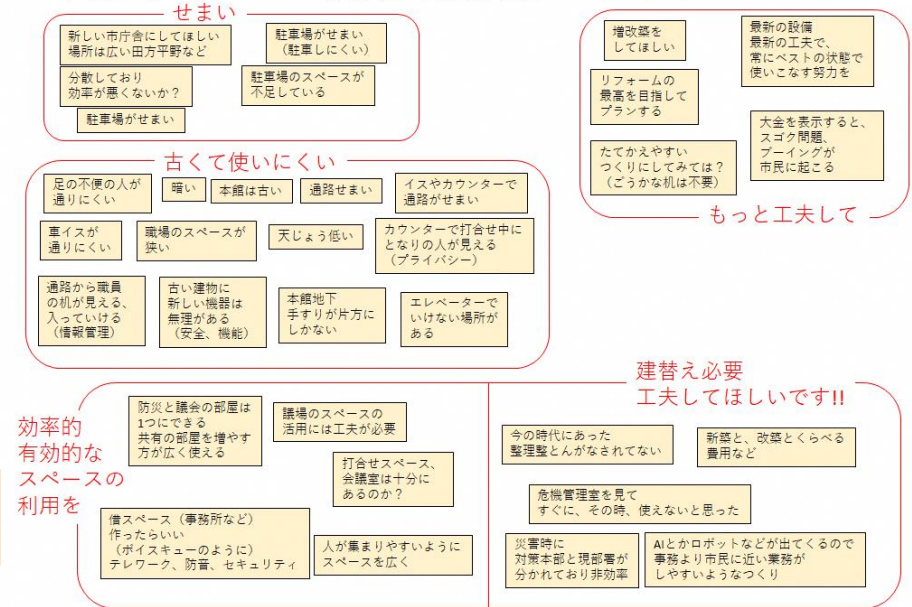 せまい
新しい市庁舎にしてほしい
場所は広い田方平野など
駐車場がせまい
（駐車しにくい）
分散しており
効率が悪くないか？
駐車場のスペースが
不足している
駐車場がせまい
増改築を
してほしい
最新の設備
最新の工夫で、
常にベストの状態で
使いこなす努力を
リフォームの
最高を目指して
プランする
大金を表示すると、
スゴク問題、
ブーイングが
市民に起こる
たてかえやすい
つくりにしてみては？
（ごうかな机は不要）
もっと工夫して
古くて使いにくい
足の不便の人が
通りにくい
暗い
本館は古い
通路せまい
イスやカウンターで
通路がせまい
車イスが
通りにくい
職場のスペースが
狭い
天じょう低い
カウンターで打合せ中に
となりの人が見える
（プライバシー）
通路から職員
の机が見える、
入っていける
（情報管理）
古い建物に
新しい機器は
無理がある
（安全、機能）
本館地下
手すりが片方に
しかない
エレベーターで
いけない場所が
ある
効率的
有効的な
スペースの
利用を
防災と議会の部屋は
1つにできる
共有の部屋を増やす
方が広く使える
議場のスペースの
活用には工夫が必要
打合せスペース、
会議室は十分に
あるのか？
借スペース（事務所など）
作ったらいい
（ボイスキューのように）
テレワーク、防音、セキュリティ
人が集まりやすいように
スペースを広く
建替え必要
工夫してほしいです!!
今の時代にあった
整理整とんがなされてない
新築と、改築とくらべる
費用など
危機管理室を見て
すぐに、その時、使えないと思った
災害時に
対策本部と現部署が
分かれており非効率
AIとかロボットなどが出てくるので
事務より市民に近い業務が
しやすいようなつくり